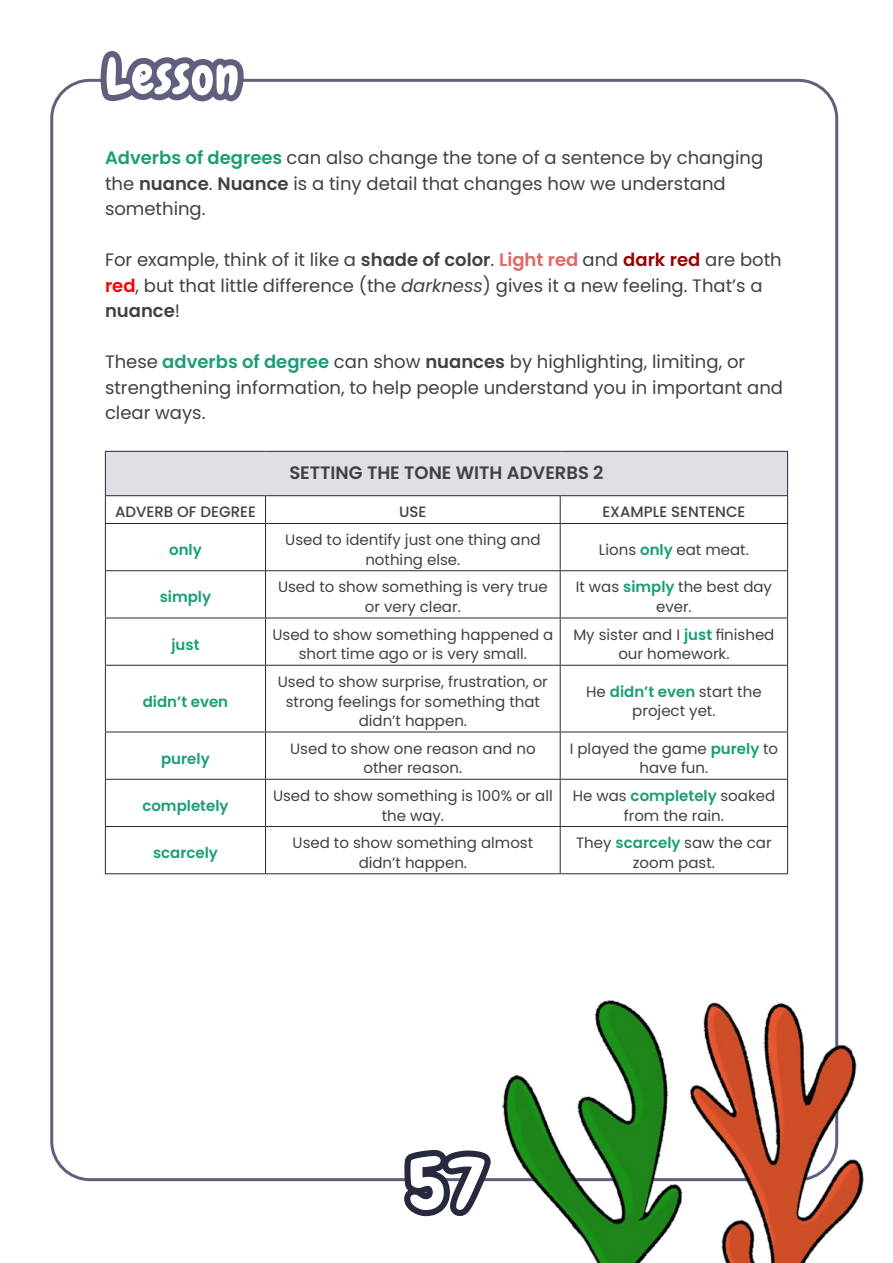 Lesson
Adverbs of degrees can also change the tone of a sentence by changing
the nuance. Nuance is a tiny detail that changes how we understand
something.
For example, think of it like a shade of color. Light red and dark red are both
red, but that little difference (the darkness) gives it a new feeling. That’s a
nuance!
These adverbs of degree can show nuances by highlighting, limiting, or
strengthening information, to help people understand you in important and
clear ways.
SETTING THE TONE WITH ADVERBS 2
ADVERB OF DEGREE
USE
EXAMPLE SENTENCE
only
Used to identify just one thing and
nothing else.
Lions only eat meat.
simply
Used to show something is very true
or very clear.
It was simply the best day
ever.
just
Used to show something happened a
short time ago or is very small.
My sister and I just finished
our homework.
didn’t even
Used to show surprise, frustration, or
strong feelings for something that
didn’t happen.
He didn’t even start the
project yet.
purely
Used to show one reason and no
other reason.
I played the game purely to
have fun.
completely
Used to show something is 100% or all
the way.
He was completely soaked
from the rain.
scarcely
Used to show something almost
didn’t happen.
They scarcely saw the car
zoom past.
57